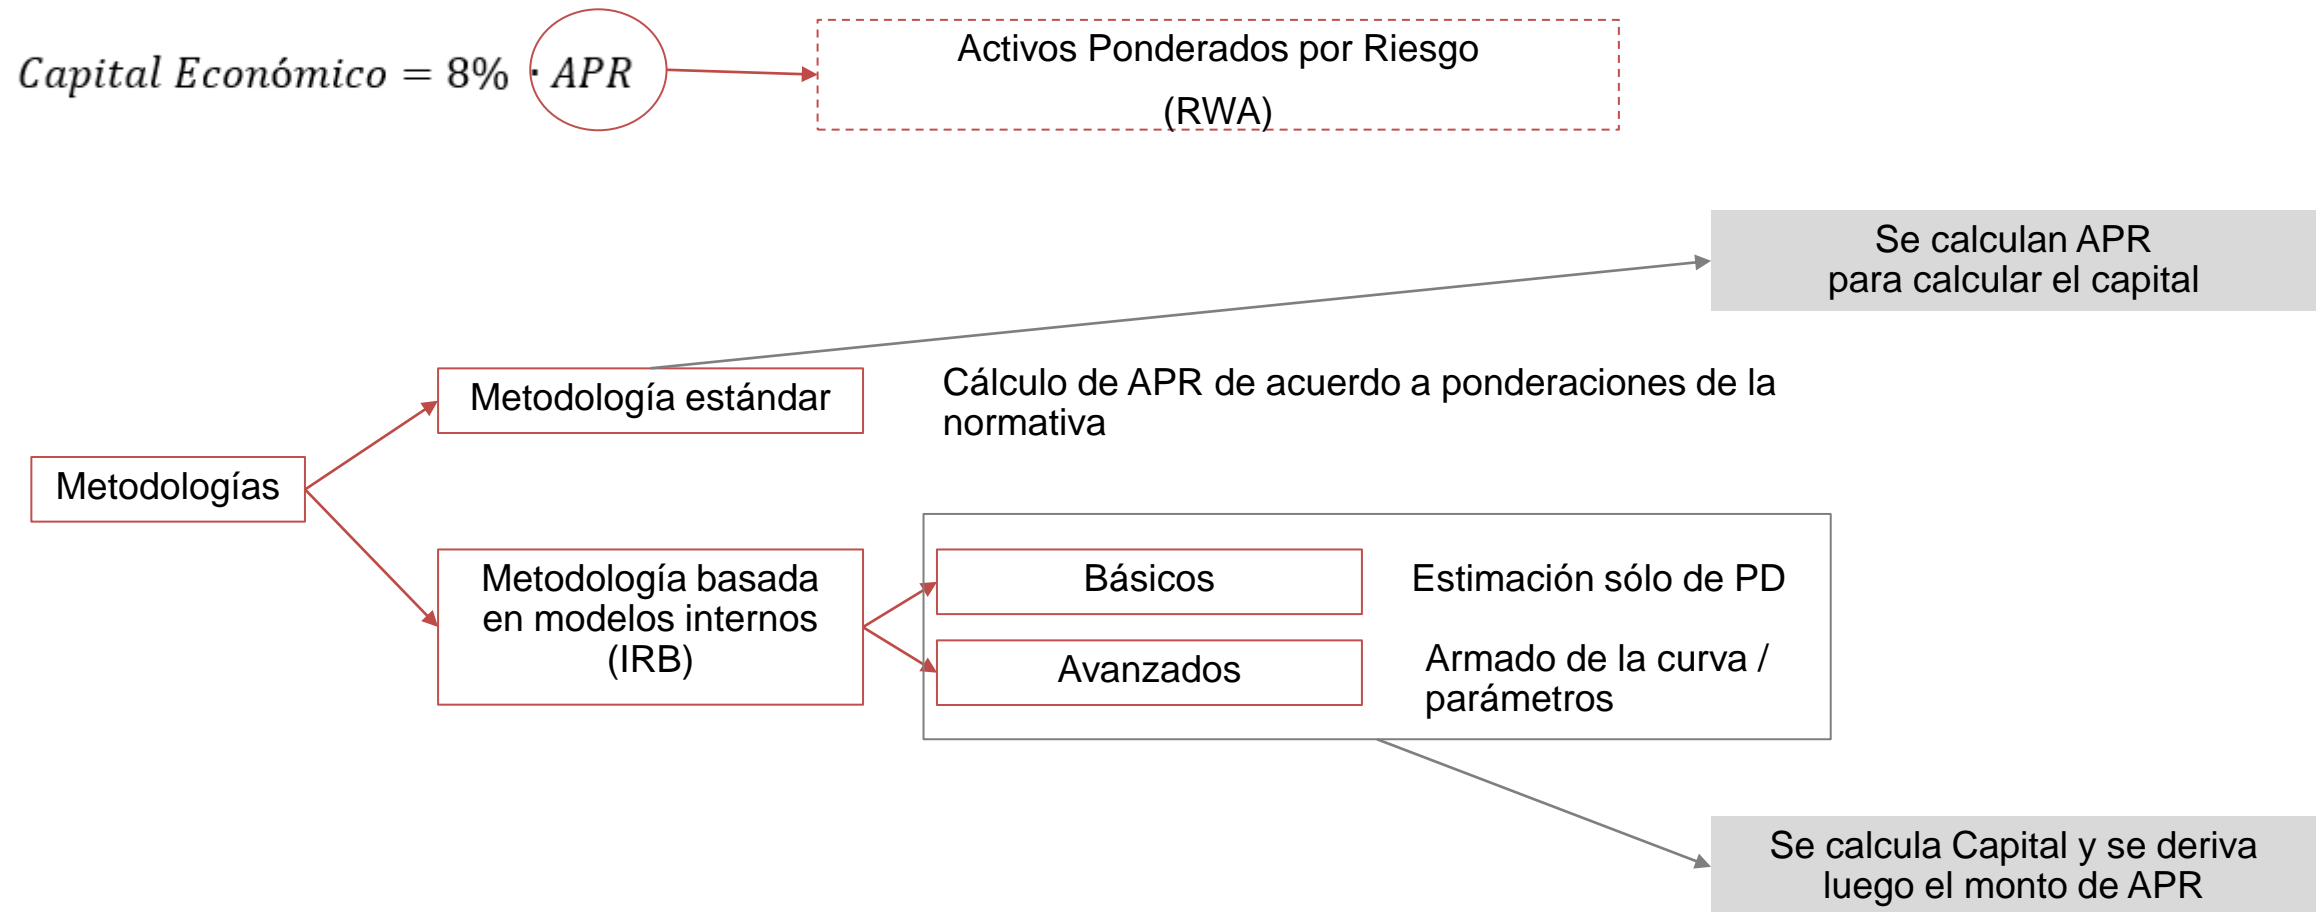 Capital Económico = 8% · APR
Activos Ponderados por Riesgo
(RWA)
Se calculan APR
para calcular el capital
Metodología estándar
Cálculo de APR de acuerdo a ponderaciones de la
normativa
Metodologías
Metodología basada
en modelos internos
(IRB)
Básicos
Estimación sólo de PD
Avanzados
Armado de la curva /
parámetros
Se calcula Capital y se deriva
luego el monto de APR